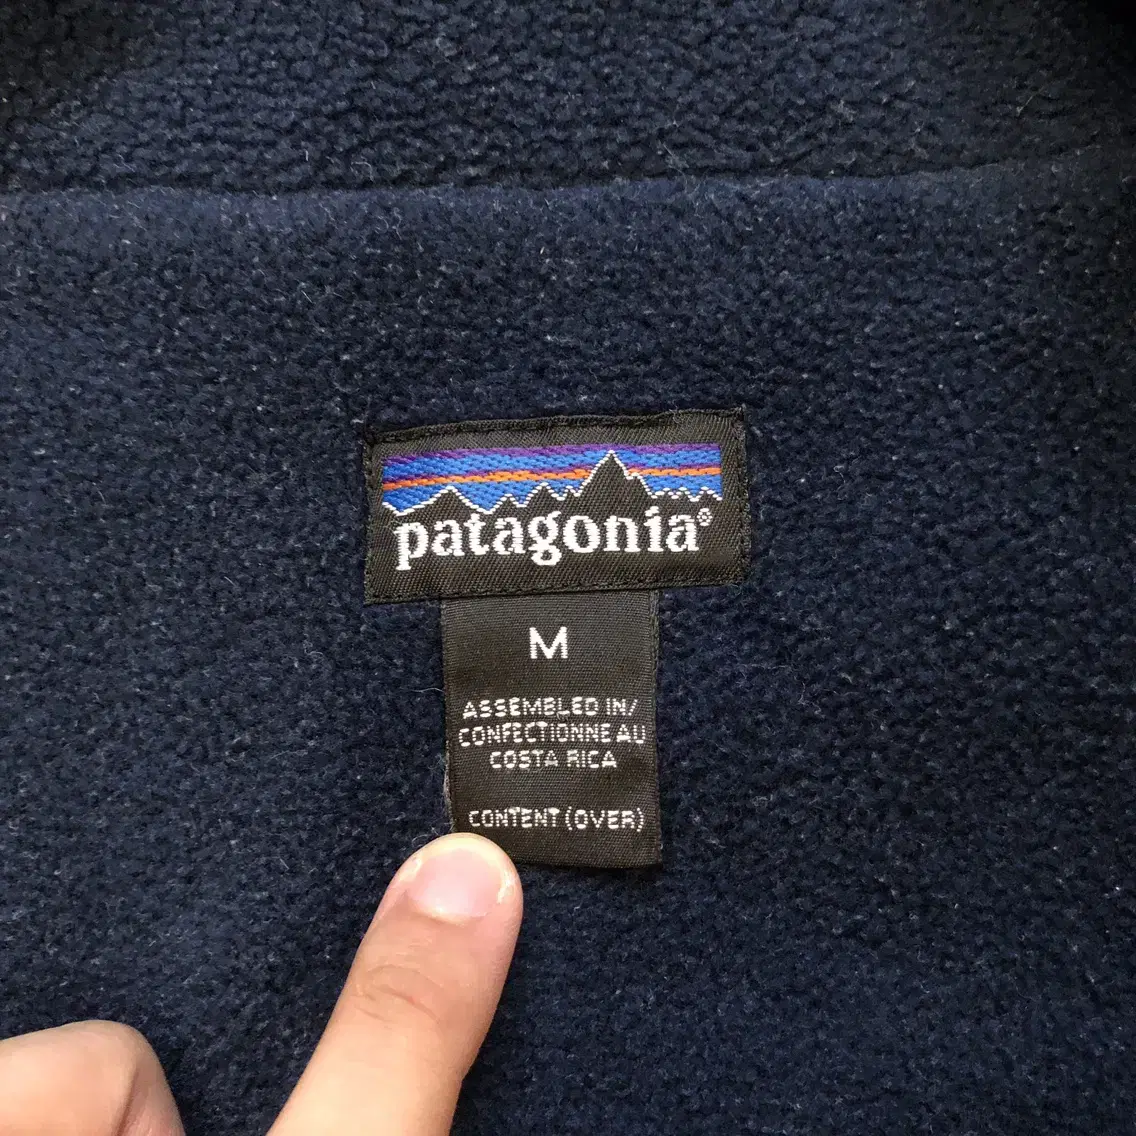 patagonia®
M
ASSEMBLED IN/
CONFECTIONNE AU
COSTA RICA
CONTENT (OVER)